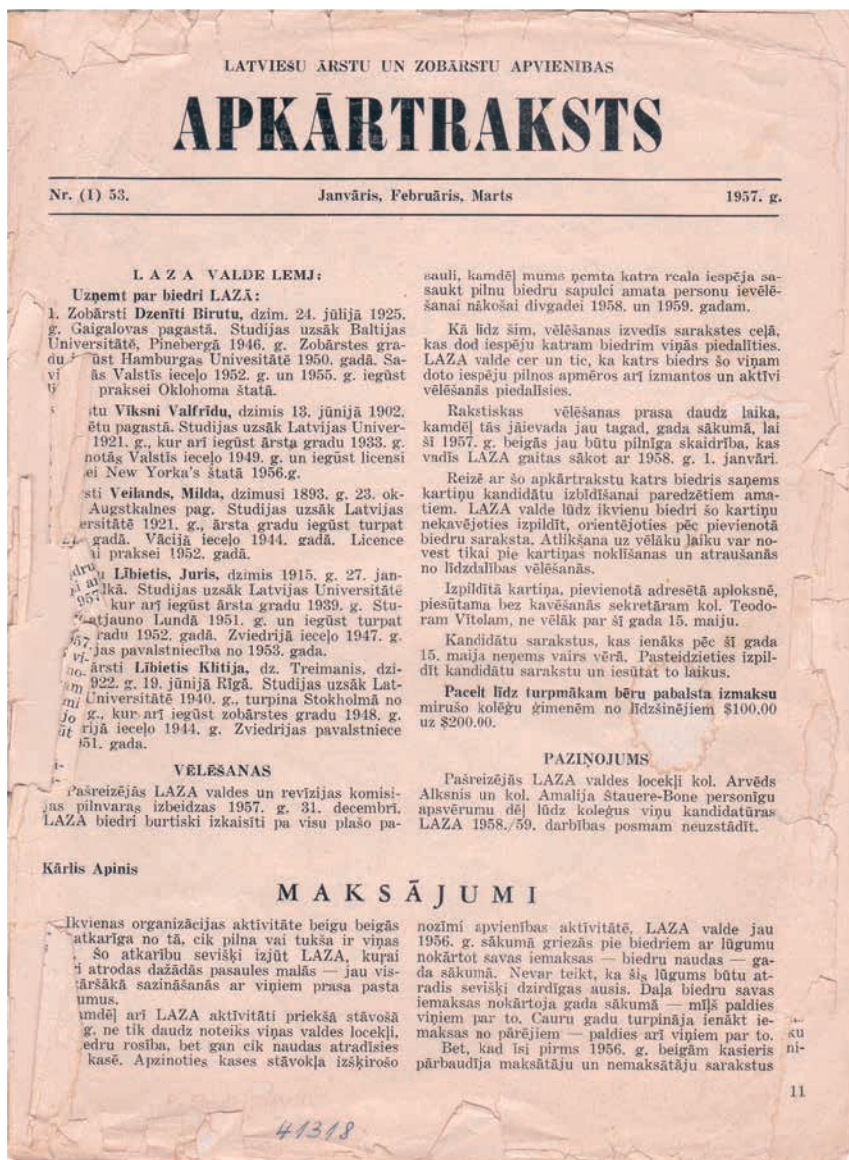 LATVIEŠU ĀRSTU UN ZOBĀRSTU APVIENĪBAS
APKĀRTRAKSTS
Nr. (1) 53.
Janvāris, Februāris, Marts
1957. g.
LAZA VALDE LEMJ:
Uzņemt par biedri LAZĀ:
1. Zobārsti Dzenīti Birutu, dzim. 24. jūlijā 1925.
g. Gaigalovas pagastā. Studijas uzsāk Baltijas
Universitātē, Pinebergā 1946. g. Zobārstes gra-
du iegūst Hamburgas Univesitātē 1950. gadā. Sa-
ās Valstīs ieceļo 1952. g. un 1955. g. iegūst
praksei Oklohoma štatā.
tu Vīksni Valfrīdu, dzimis 13. jūnijā 1902.
ētu pagastā. Studijas uzsāk Latvijas Univer-
1921. g., kur arī iegūst ārsta gradu 1933. g.
notās Valstīs ieceļo 1949. g. un iegūst licensi
ei New Yorka's štatā 1956.g.
sti Veilands, Milda, dzimusi 1893. g. 23. ok-
Augstkalnes pag. Studijas uzsāk Latvijas
ersitātē 1921. g., ārsta gradu iegūst turpat
gadā. Vācijā ieceļo 1944. gadā. Licence
ai praksei 1952. gadā.
u Lībietis, Juris, dzimis 1915. g. 27. jan-
lkā. Studijas uzsāk Latvijas Universitātē
kur arī iegūst ārsta gradu 1939. g. Stu-
atjauno Lundā 1951. g. un iegūst turpat
radu 1952. gadā. Zviedrijā ieceļo 1947. g.
jas pavalstniecība no 1953. gada.
ārsti Lībietis Klitija, dz. Treimanis, dzi-
922. g. 19. jūnijā Rīgā. Studijas uzsāk Lat-
Universitātē 1940. g., turpina Stokholmā no
g., kur arī iegūst zobārstes gradu 1948. g.
rijā ieceļo 1944. g. Zviedrijas pavalstniece
951. gada.
VĒLĒŠANAS
Pašreizējās LAZA valdes un revīzijas komisi-
jas pilnvaras izbeidzas 1957. g. 31. decembrī.
LAZA biedri burtiski izkaisīti pa visu plašo pa-
sauli, kamdēļ mums ņemta katra reala iespēja sa-
saukt pilnu biedru sapulci amata personu ievēlē-
šanai nākošai divgadei 1958. un 1959. gadam.
Kā līdz šim, vēlēšanas izvedīs sarakstes ceļā,
kas dod iespēju katram biedrim viņās piedalīties.
LAZA valde cer un tic, ka katrs biedrs šo viņam
doto iespēju pilnos apmēros arī izmantos un aktīvi
vēlēšanās piedalīsies.
Rakstiskas vēlēšanas prasa daudz laika,
kamdēļ tās jāievada jau tagad, gada sākumā, lai
šī 1957. g. beigās jau būtu pilnīga skaidrība, kas
vadīs LAZA gaitas sākot ar 1958. g. 1. janvāri.
Reizē ar šo apkārtrakstu katrs biedris saņems
kartiņu kandidātu izbīdīšanai paredzētiem ama-
tiem. LAZA valde lūdz ikvienu biedri šo kartiņu
nekavējoties izpildīt, orientējoties pēc pievienotā
biedru saraksta. Atlikšana uz vēlāku laiku var no-
vest tikai pie kartiņas noklīšanas un atraušanās
no līdzdalības vēlēšanās.
Izpildītā kartiņa, pievienotā adresētā aploksnē,
piesūtama bez kavēšanās sekretāram kol. Teodo-
ram Vītolam, ne vēlāk par šī gada 15. maiju.
Kandidātu sarakstus, kas ienāks pēc šī gada
15. maija neņems vairs vērā. Pasteidzieties izpil-
dīt kandidātu sarakstu un iesūtat to laikus.
Pacelt līdz turpmākam bēru pabalsta izmaksu
mirušo kolēģu ģimenēm no līdzšinējiem $100.00
uz $200.00.
PAZIŅOJUMS
Pašreizējās LAZA valdes locekļi kol. Arvēds
Alksnis un kol. Amalija Štauere-Bone personīgu
apsvērumu dēļ lūdz koleģus viņu kandidatūras
LAZA 1958./59. darbības posmam neuzstādīt.
Kārlis Apinis
MAKSĀJUMI
Ikvienas organizācijas aktīvitāte beigu beigās
atkarīga no tā, cik pilna vai tukša ir viņas
Šo atkarību sevišķi izjūt LAZA, kuŗai
i atrodas dažādās pasaules malās — jau vis-
āršākā sazināšanās ar viņiem prasa pasta
umus.
amdēļ arī LAZA aktivitāti priekšā stāvošā
g. ne tik daudz noteiks viņas valdes locekļi,
edru rosība, bet gan cik naudas atradīsies
kasē. Apzinoties kases stāvokļa izšķirošo
nozīmi apvienības aktivitātē, LAZA valde jau
1956. g. sākumā griezās pie biedriem ar lūgumu
nokārtot savas iemaksas — biedru naudas — ga-
da sākumā. Nevar teikt, ka šis lūgums būtu at-
radis sevišķi dzirdīgas ausis. Daļa biedru savas
iemaksas nokārtoja gada sākumā — mīļš paldies
viņiem par to. Cauru gadu turpināja ienākt ie-
maksas no pārējiem — paldies arī viņiem par to.
Bet, kad īsi pirms 1956. g. beigām kasieris
pārbaudīja maksātāju un nemaksātāju sarakstus
11
41318